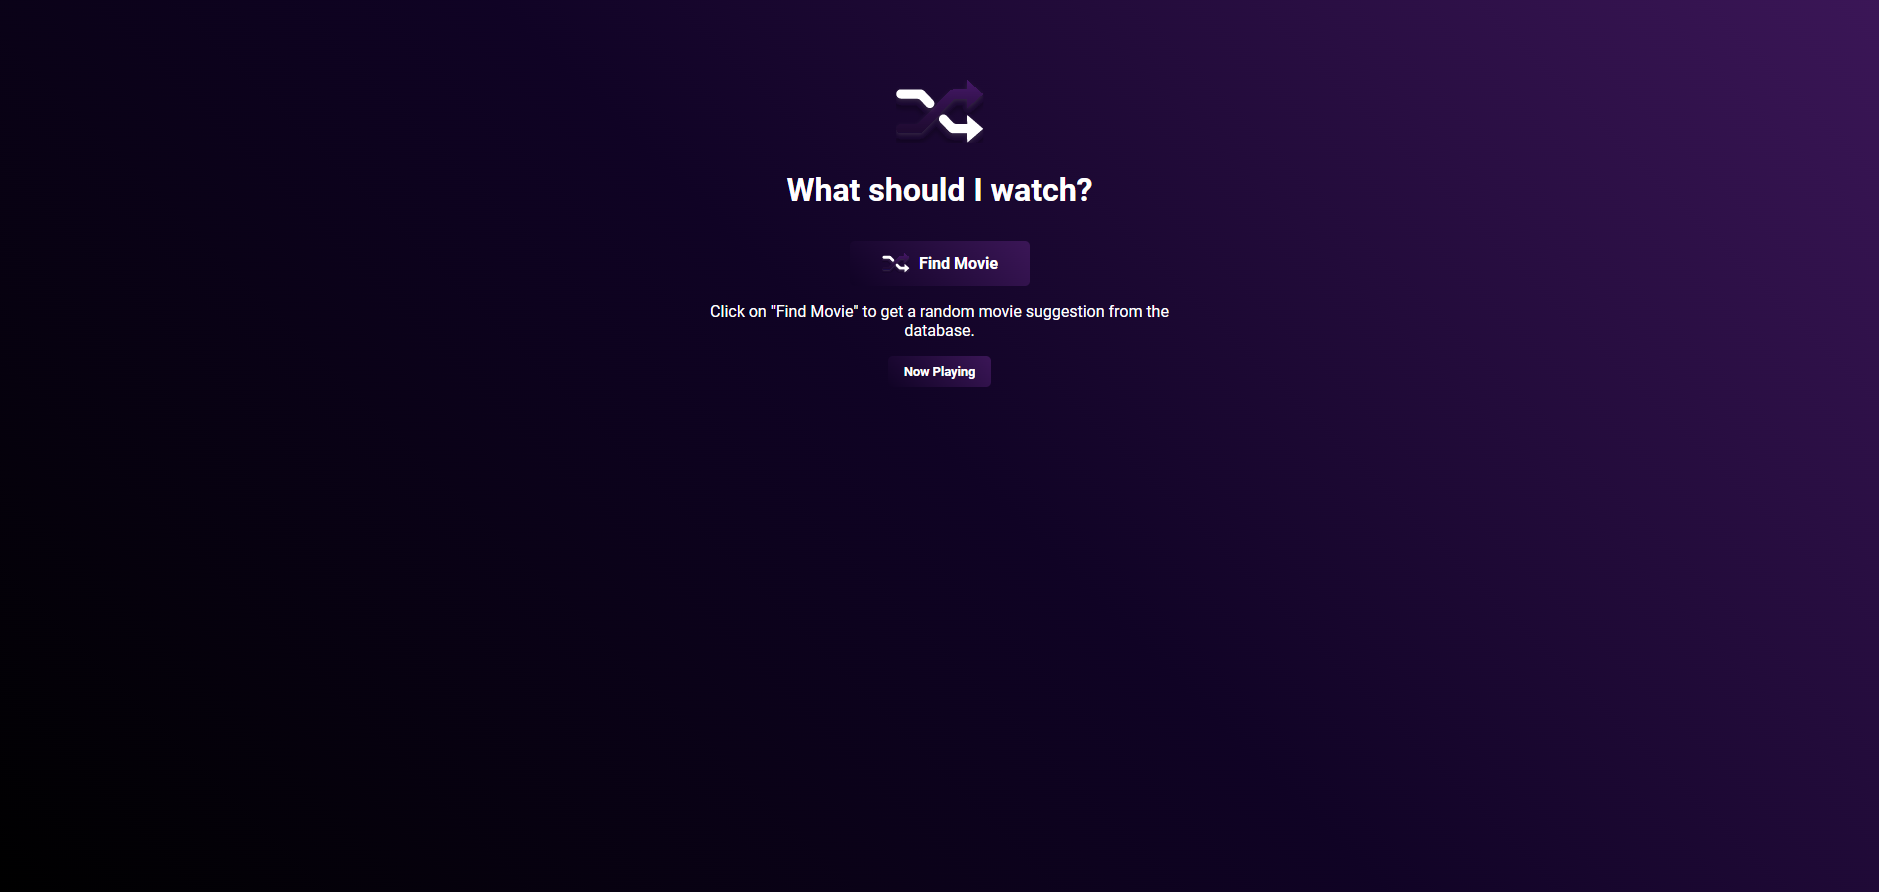 What should I watch?
Find Movie
Click on "Find Movie" to get a random movie suggestion from the
database.
Now Playing